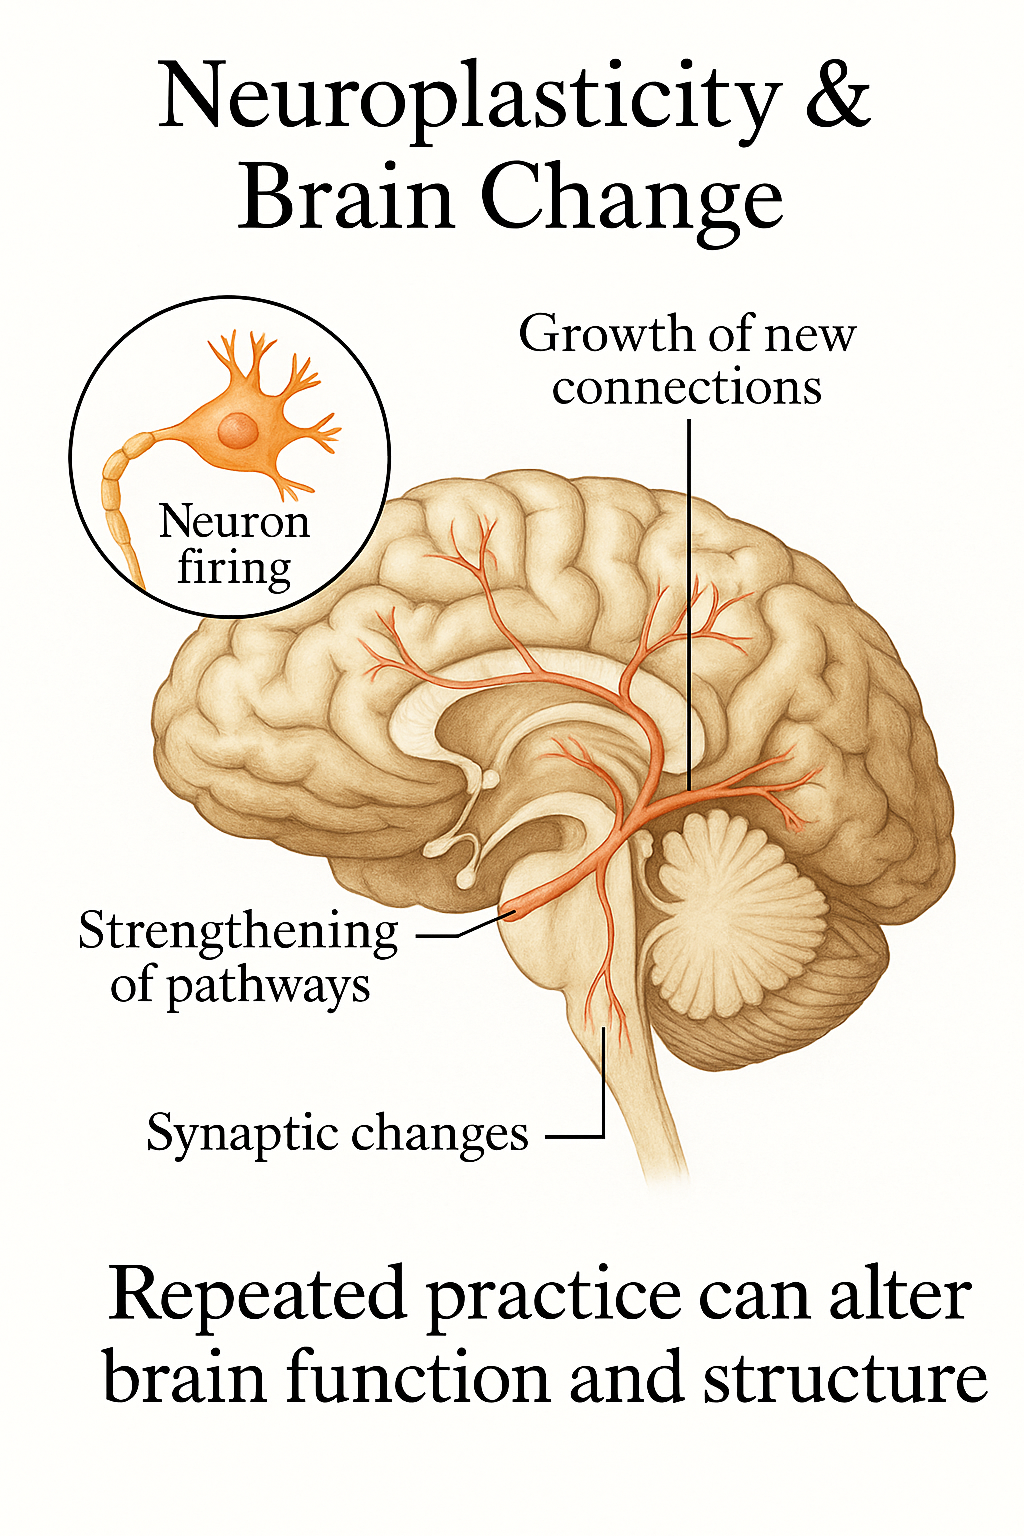 Neuroplasticity &
Brain Change
Growth of new
connections
Neuron
firing
Strengthening
of pathways
Synaptic changes
Repeated practice can alter
brain function and structure